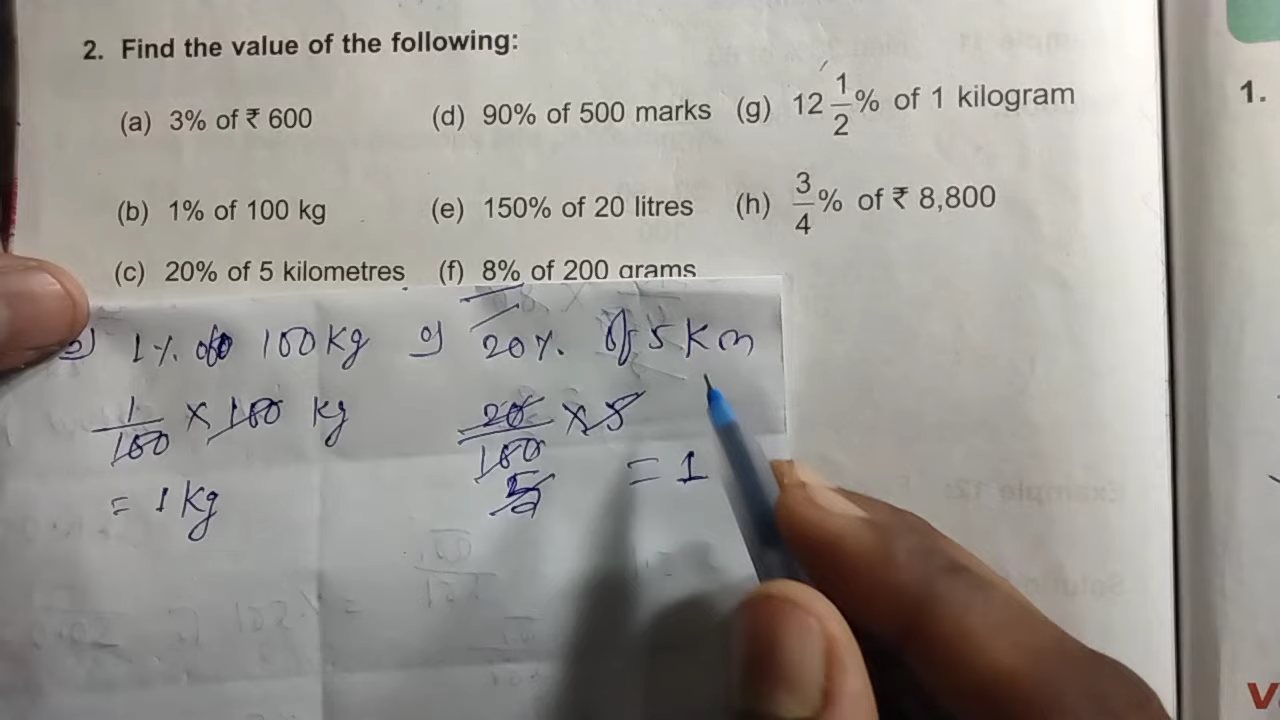 2. Find the value of the following:
(a) 3% of ₹ 600
(d) 90% of 500 marks
(g) 12 1/2 % of 1 kilogram
(b) 1% of 100 kg
(e) 150% of 20 litres
(h) 3/4 % of ₹ 8,800
(c) 20% of 5 kilometres
(f) 8% of 200 grams
1% of 100 kg
1/100 × 100 kg
= 1 kg
20% of 5 km
20/100 × 5
5
= 1
1.
V